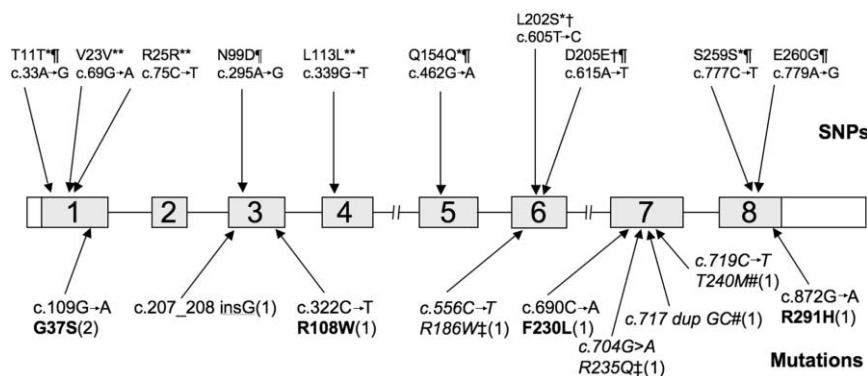 L202S*†
c.605T→C
T11T*¶
c.33A→G
V23V**
c.69G→A
R25R**
c.75C→T
N99D¶
c.295A→G
L113L**
c.339G→T
Q154Q*¶
c.462G→A
D205E†¶
c.615A→T
S259S*¶
c.777C→T
E260G¶
c.779A→G
SNPs
1 2 3 4 5 6 7 8
c.109G→A
G37S(2)
c.207_208 insG(1)
c.322C→T
R108W(1)
c.556C→T
R186W‡(1)
c.690C→A
F230L(1)
c.704G>A
R235Q‡(1)
c.717 dup GC#(1)
c.719C→T
T240M#(1)
c.872G→A
R291H(1)
Mutations